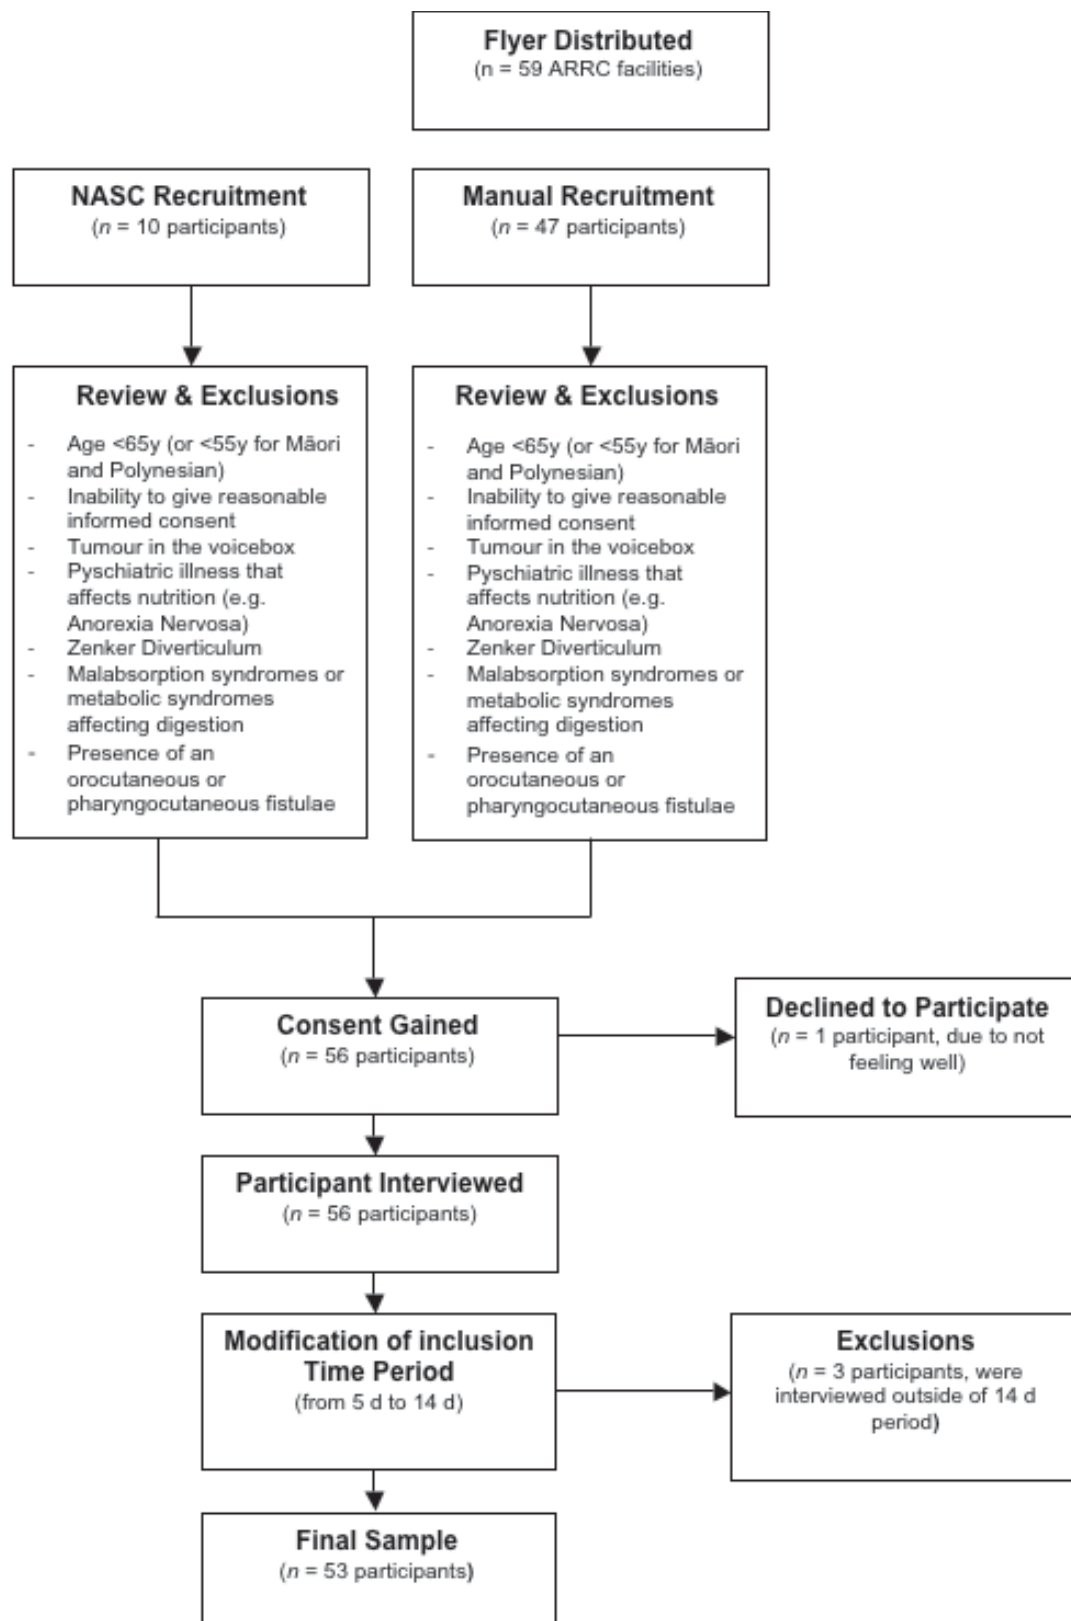 Flyer Distributed
(n = 59 ARRC facilities)
NASC Recruitment
(n = 10 participants)
Manual Recruitment
(n = 47 participants)
Review & Exclusions
- Age <65y (or <55y for Māori
and Polynesian)
- Inability to give reasonable
informed consent
- Tumour in the voicebox
- Pyschiatric illness that
affects nutrition (e.g.
Anorexia Nervosa)
- Zenker Diverticulum
- Malabsorption syndromes or
metabolic syndromes
affecting digestion
- Presence of an
orocutaneous or
pharyngocutaneous fistulae
Review & Exclusions
- Age <65y (or <55y for Māori
and Polynesian)
- Inability to give reasonable
informed consent
- Tumour in the voicebox
- Pyschiatric illness that
affects nutrition (e.g.
Anorexia Nervosa)
- Zenker Diverticulum
- Malabsorption syndromes or
metabolic syndromes
affecting digestion
- Presence of an
orocutaneous or
pharyngocutaneous fistulae
Consent Gained
(n = 56 participants)
Declined to Participate
(n = 1 participant, due to not
feeling well)
Participant Interviewed
(n = 56 participants)
Modification of inclusion
Time Period
(from 5 d to 14 d)
Exclusions
(n = 3 participants, were
interviewed outside of 14 d
period)
Final Sample
(n = 53 participants)